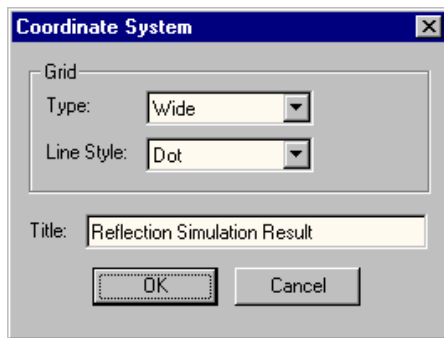 Coordinate System
Grid
Type: Wide
Line Style: Dot
Title: Reflection Simulation Result
OK Cancel